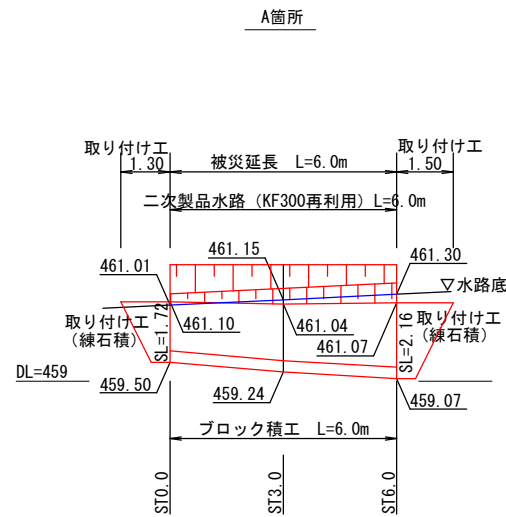 A箇所
取り付け工
1.30
被災延長 L=6.0m
取り付け工
1.50
二次製品水路（KF300再利用）L=6.0m
461.15
461.01
461.30
▽水路底
取り付け工
（練石積）
SL=1.72
461.10
461.04
461.07
SL=2.16
取り付け工
（練石積）
DL=459
459.50
459.24
459.07
ブロック積工 L=6.0m
ST0.0
ST3.0
ST6.0